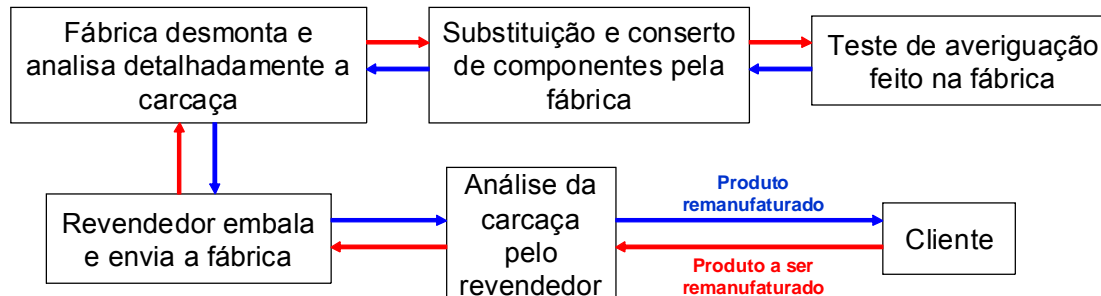 Fábrica desmonta e
analisa detalhadamente a
carcaça
Substituição e conserto
de componentes pela
fábrica
Teste de averiguação
feito na fábrica
Revendedor embala
e envia a fábrica
Análise da
carcaça
pelo
revendedor
Produto
remanufaturado
Produto a ser
remanufaturado
Cliente